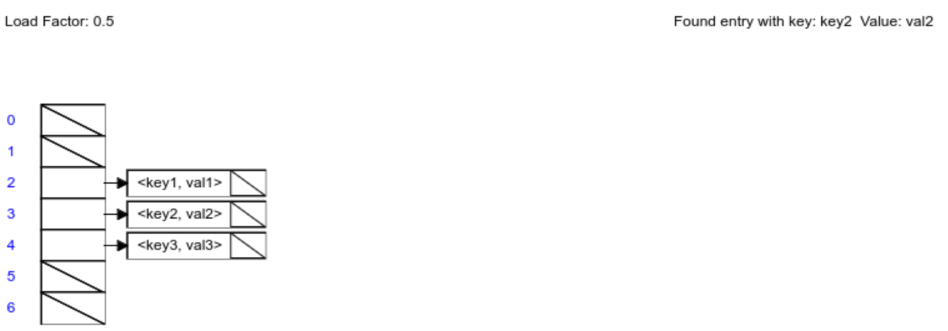 Load Factor: 0.5
Found entry with key: key2  Value: val2
0
1
2 <key1, val1>
3 <key2, val2>
4 <key3, val3>
5
6